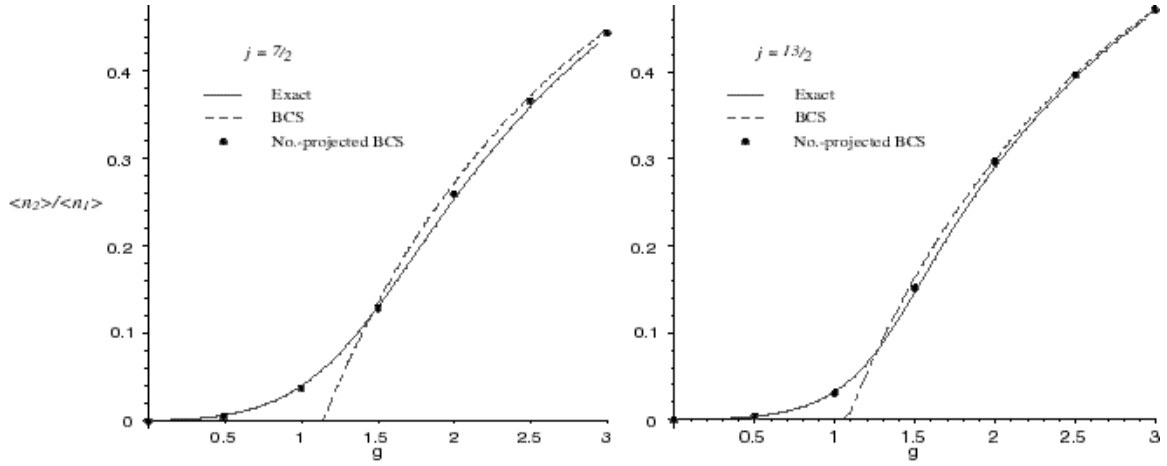 j = 7/2
Exact
BCS
No.-projected BCS
<n2>/<n1>
0.4
0.3
0.2
0.1
0
0.5
1
1.5
2
2.5
3
g
j = 13/2
Exact
BCS
No.-projected BCS
0.4
0.3
0.2
0.1
0
0.5
1
1.5
2
2.5
3
g